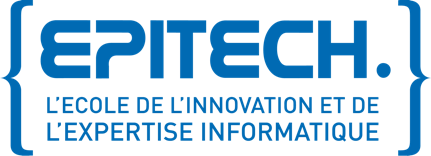 {EPITECH.}
L'ECOLE DE L'INNOVATION ET DE
L'EXPERTISE INFORMATIQUE